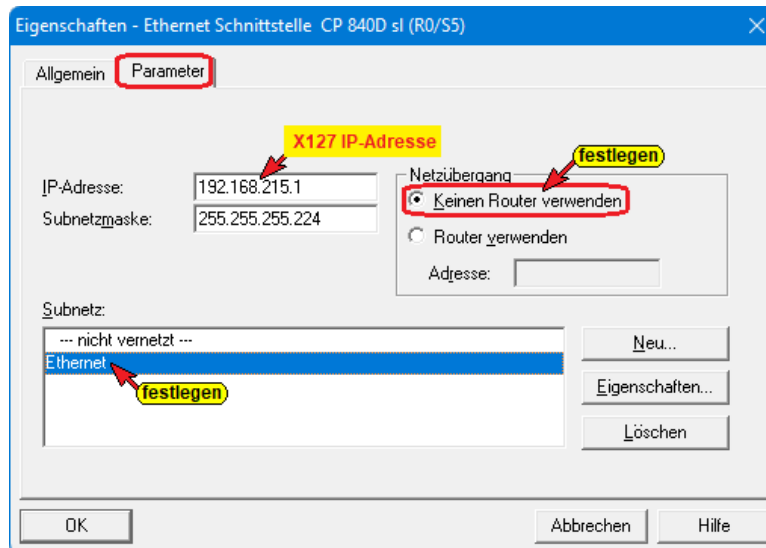 Eigenschaften - Ethernet Schnittstelle CP 840D sl (R0/S5)
Allgemein
Parameter
X127 IP-Adresse
festlegen
IP-Adresse:
192.168.215.1
Subnetzmaske:
255.255.255.224
Netzübergang
Keinen Router verwenden
Router verwenden
Adresse:
Subnetz:
--- nicht vernetzt ---
Ethernet
festlegen
Neu...
Eigenschaften...
Löschen
OK
Abbrechen
Hilfe